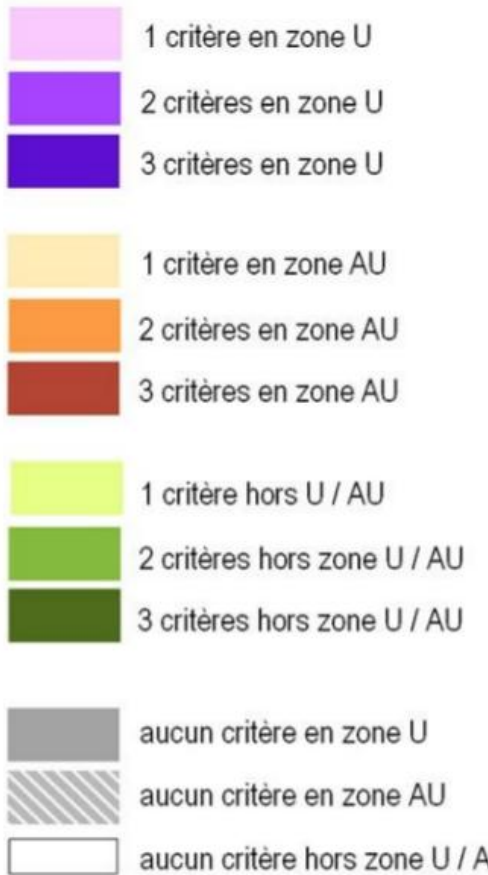 1 critère en zone U
2 critères en zone U
3 critères en zone U
1 critère en zone AU
2 critères en zone AU
3 critères en zone AU
1 critère hors U / AU
2 critères hors zone U / AU
3 critères hors zone U / AU
aucun critère en zone U
aucun critère en zone AU
aucun critère hors zone U / A